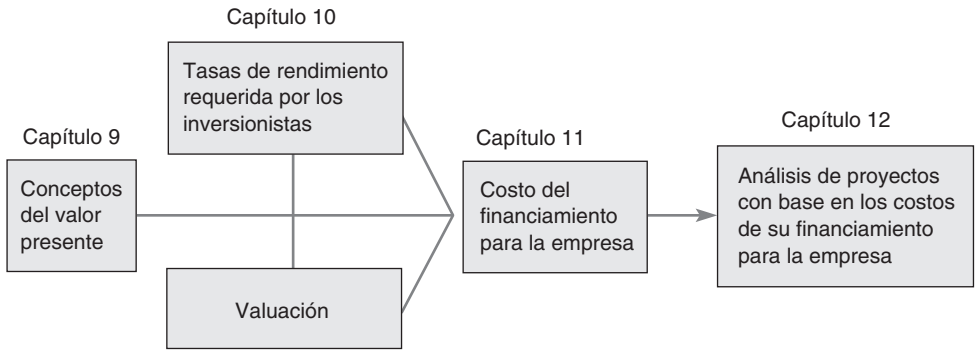 Capítulo 10
Tasas de rendimiento
requerida por los
inversionistas
Capítulo 9
Conceptos
del valor
presente
Valuación
Capítulo 11
Costo del
financiamiento
para la empresa
Capítulo 12
Análisis de proyectos
con base en los costos
de su financiamiento
para la empresa